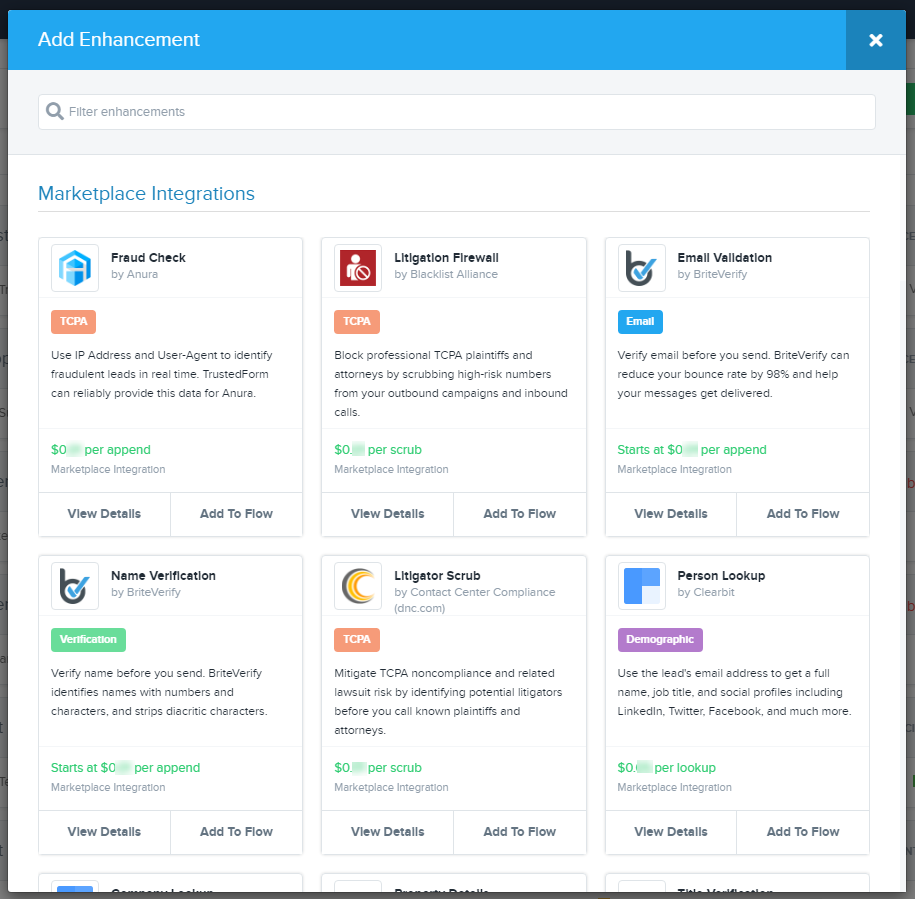 Add Enhancement
Filter enhancements
Marketplace Integrations
Fraud Check
by Anura
TCPA
Use IP Address and User-Agent to identify
fraudulent leads in real time. TrustedForm
can reliably provide this data for Anura.
$0 per append
Marketplace Integration
View Details
Add To Flow
Litigation Firewall
by Blacklist Alliance
TCPA
Block professional TCPA plaintiffs and
attorneys by scrubbing high-risk numbers
from your outbound campaigns and inbound
calls.
$0. per scrub
Marketplace Integration
View Details
Add To Flow
Email Validation
by BriteVerify
Email
Verify email before you send. BriteVerify can
reduce your bounce rate by 98% and help
your messages get delivered.
Starts at $0 per append
Marketplace Integration
View Details
Add To Flow
Name Verification
by BriteVerify
Verification
Verify name before you send. BriteVerify
identifies names with numbers and
characters, and strips diacritic characters.
Starts at $0 per append
Marketplace Integration
View Details
Add To Flow
Litigator Scrub
by Contact Center Compliance
(dnc.com)
TCPA
Mitigate TCPA noncompliance and related
lawsuit risk by identifying potential litigators
before you call known plaintiffs and
attorneys.
$0. per scrub
Marketplace Integration
View Details
Add To Flow
Person Lookup
by Clearbit
Demographic
Use the lead's email address to get a full
name, job title, and social profiles including
LinkedIn, Twitter, Facebook, and much more.
$0. per lookup
Marketplace Integration
View Details
Add To Flow
Company Lookup
Property Details
Title Verification